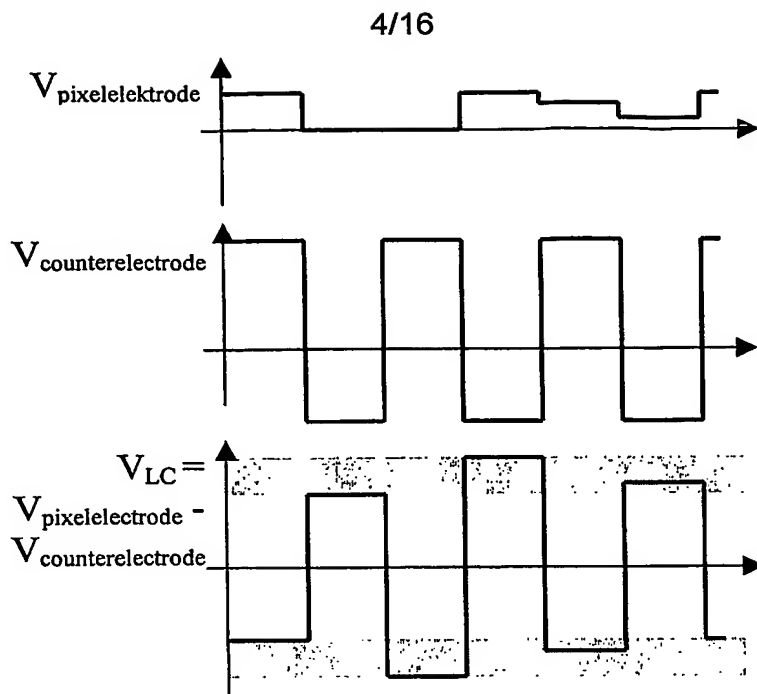 4/16
Vpixelelektrode
Vcounterelectrode
VLC =
Vpixelelectrode -
Vcounterelectrode